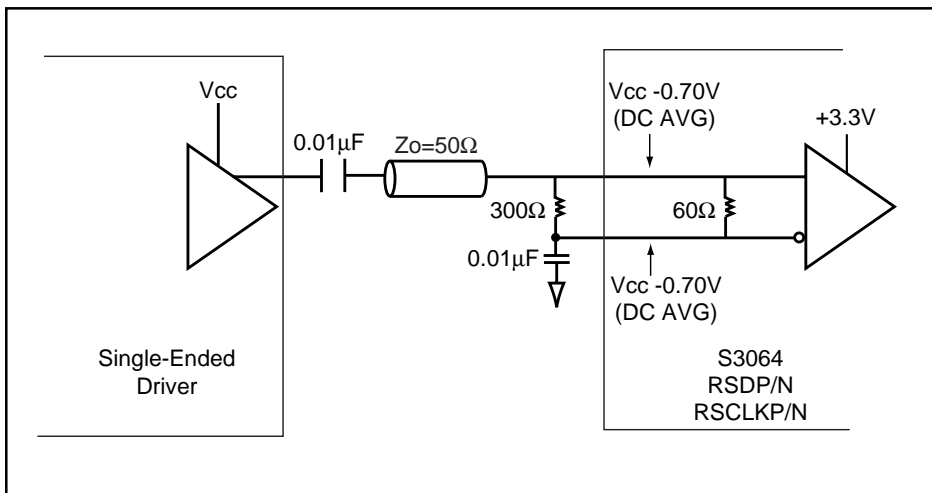 Vcc
0.01μF
Zo=50Ω
Vcc -0.70V
(DC AVG)
+3.3V
300Ω
60Ω
0.01μF
Vcc -0.70V
(DC AVG)
Single-Ended
Driver
S3064
RSDP/N
RSCLKP/N